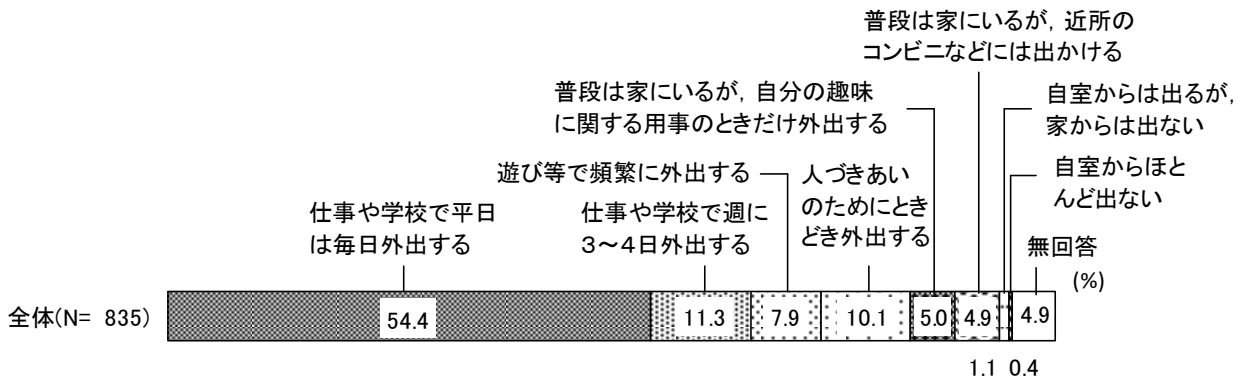 普段は家にいるが，近所の
コンビニなどには出かける
普段は家にいるが，自分の趣味
に関する用事のときだけ外出する
自室からは出るが，
家からは出ない
遊び等で頻繁に外出する
人づきあい
のためにとき
どき外出する
自室からほと
んど出ない
仕事や学校で平日
は毎日外出する
仕事や学校で週に
３～４日外出する
無回答
(%)
全体(N= 835)
54.4
11.3
7.9
10.1
5.0
4.9
4.9
1.1
0.4